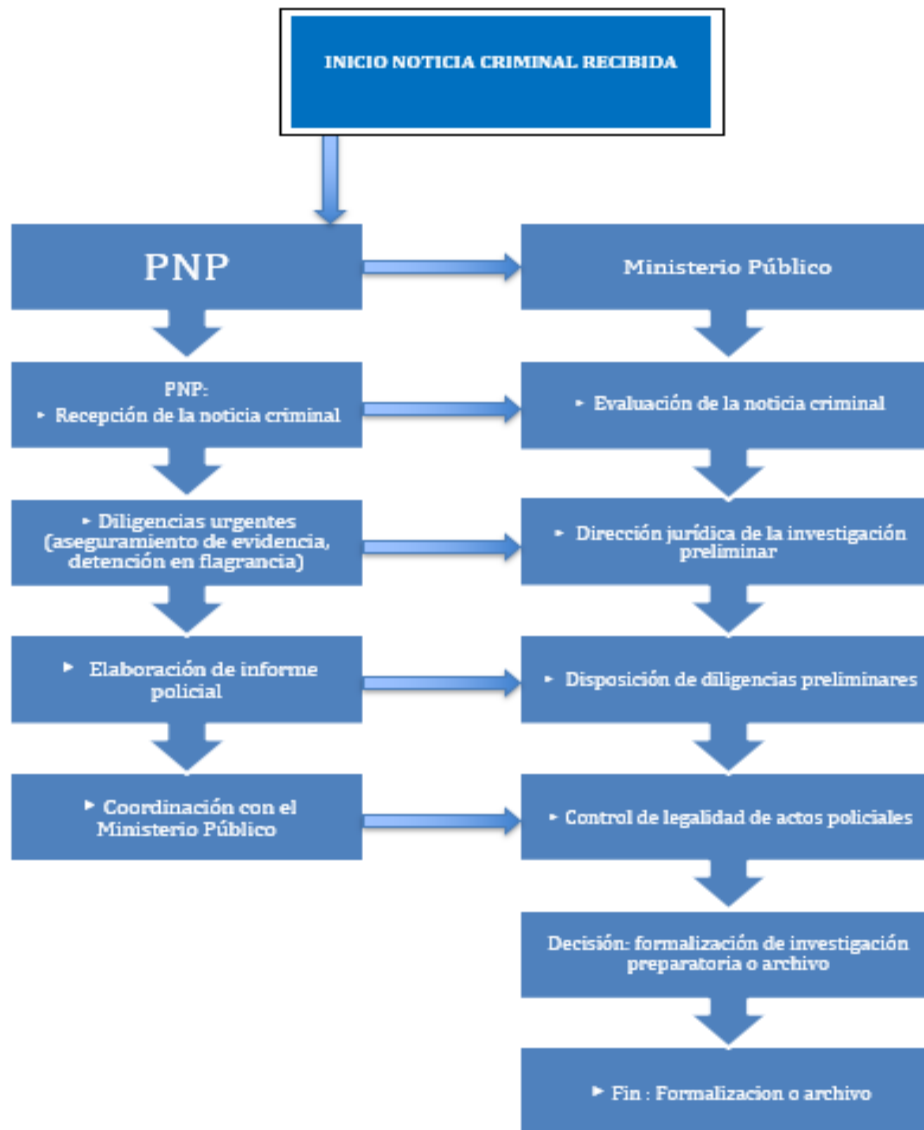 INICIO NOTICIA CRIMINAL RECIBIDA
PNP
Ministerio Público
PNP:
▸ Recepción de la noticia criminal
▸ Evaluación de la noticia criminal
▸ Diligencias urgentes
(aseguramiento de evidencia,
detención en flagrancia)
▸ Dirección jurídica de la investigación
preliminar
▸ Elaboración de informe
policial
▸ Disposición de diligencias preliminares
▸ Coordinación con el
Ministerio Público
▸ Control de legalidad de actos policiales
Decisión: formalización de investigación
preparatoria o archivo
▸ Fin : Formalizacion o archivo